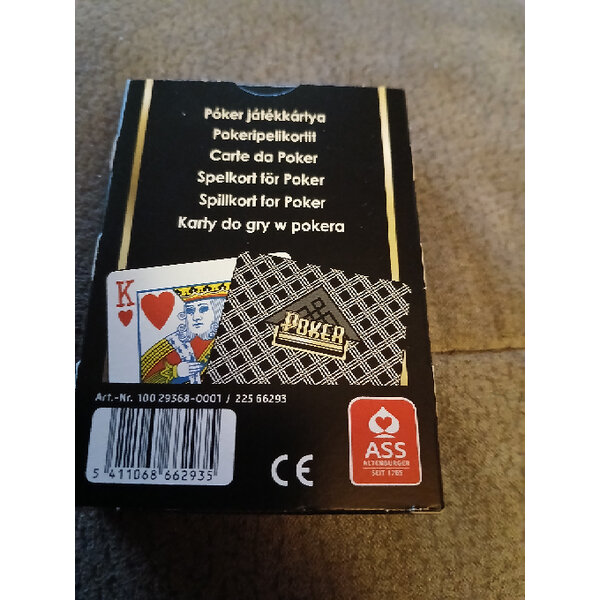 Póker játékkártya
Pokeripelikortit
Carte da Poker
Spelkort för Poker
Spillkort for Poker
Karty do gry w pokera
K
POKER
Art.-Nr. 100 29368-0001 / 225 66293
5 411068 662935
CE
ASS
ALTENBURGER
SEIT 1765